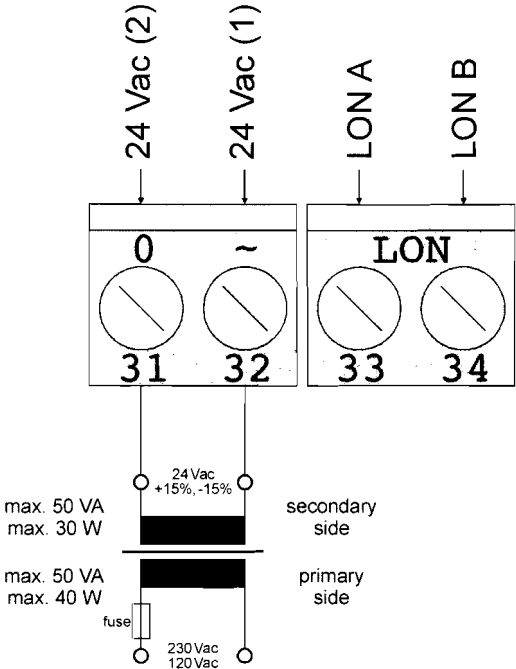 24 Vac (2)
24 Vac (1)
LON A
LON B
0 ~
LON
31 32 33 34
24 Vac
+15%, -15%
max. 50 VA
max. 30 W
secondary
side
max. 50 VA
max. 40 W
primary
side
fuse
230 Vac
120 Vac